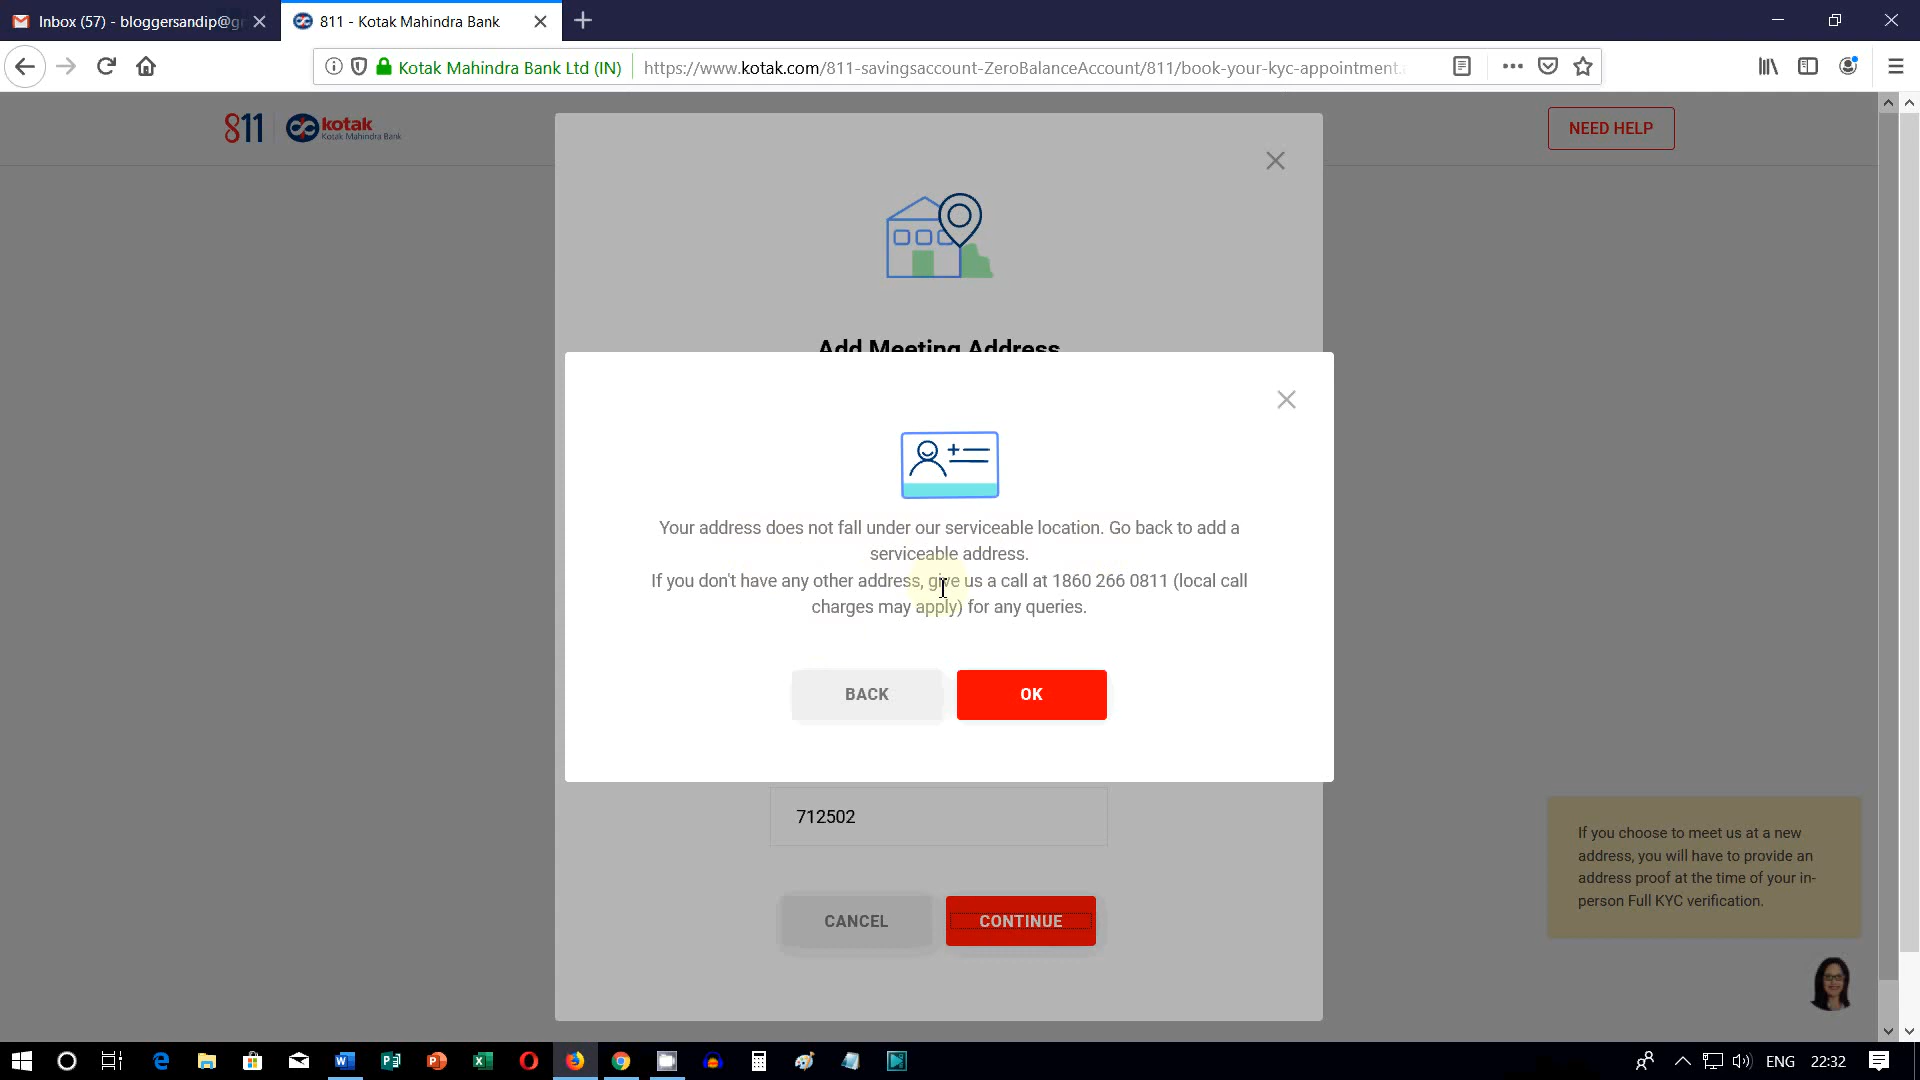 Inbox (57) - bloggersandip@g
811 - Kotak Mahindra Bank
Kotak Mahindra Bank Ltd (IN)
https://www.kotak.com/811-savingsaccount-ZeroBalanceAccount/811/book-your-kyc-appointment.
811
kotak
Kotak Mahindra Bank
NEED HELP
Add Meeting Address
Your address does not fall under our serviceable location. Go back to add a
serviceable address.
If you don't have any other address, give us a call at 1860 266 0811 (local call
charges may apply) for any queries.
BACK
OK
712502
If you choose to meet us at a new
address, you will have to provide an
address proof at the time of your in-
person Full KYC verification.
CANCEL
CONTINUE
ENG
22:32